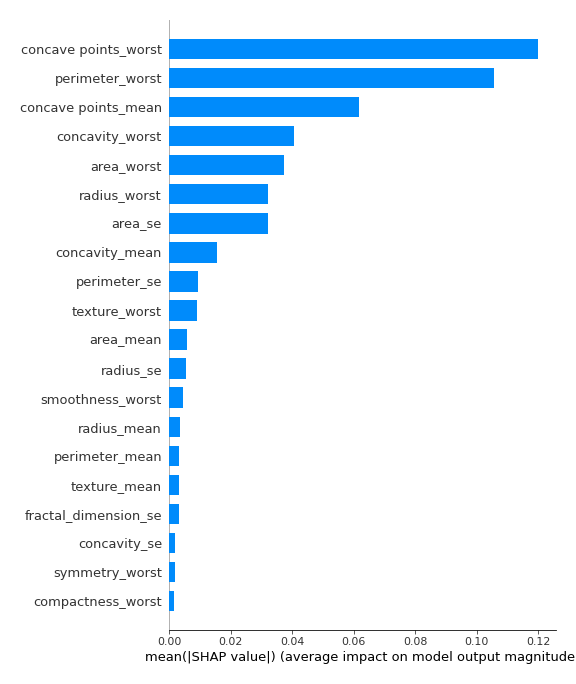 concave points_worst
perimeter_worst
concave points_mean
concavity_worst
area_worst
radius_worst
area_se
concavity_mean
perimeter_se
texture_worst
area_mean
radius_se
smoothness_worst
radius_mean
perimeter_mean
texture_mean
fractal_dimension_se
concavity_se
symmetry_worst
compactness_worst
0.00 0.02 0.04 0.06 0.08 0.10 0.12
mean(|SHAP value|) (average impact on model output magnitude